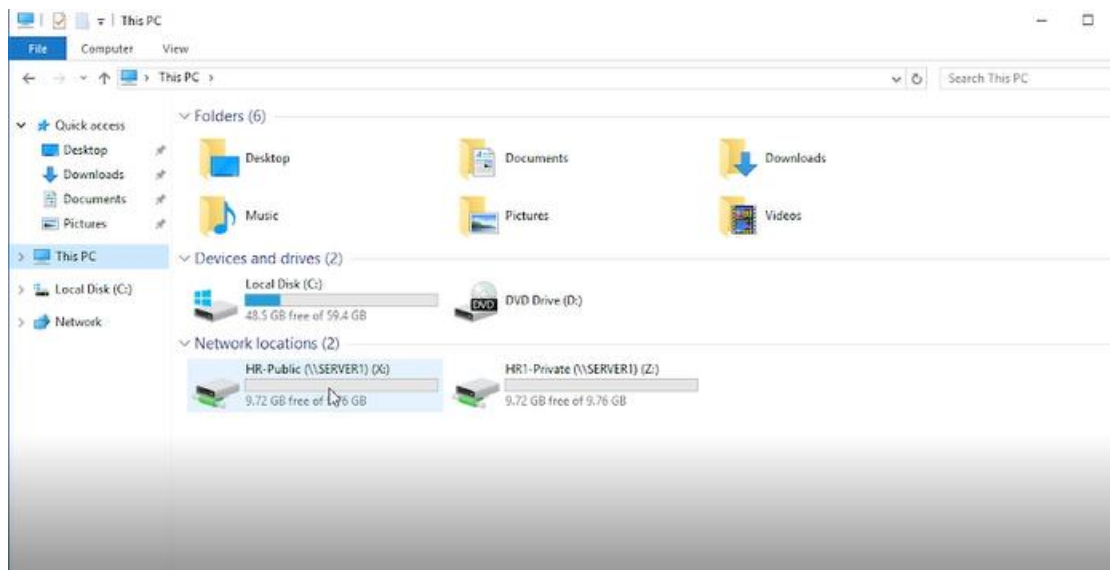 This PC
File Computer View
This PC
Search This PC
Quick access
Desktop
Downloads
Documents
Pictures
This PC
Local Disk (C:)
Network
Folders (6)
Desktop
Documents
Downloads
Music
Pictures
Videos
Devices and drives (2)
Local Disk (C:)
48.5 GB free of 59.4 GB
DVD
DVD Drive (D:)
Network locations (2)
HR-Public (\\SERVER1) (X:)
9.72 GB free of 9.76 GB
HR1-Private (\\SERVER1) (Z:)
9.72 GB free of 9.76 GB